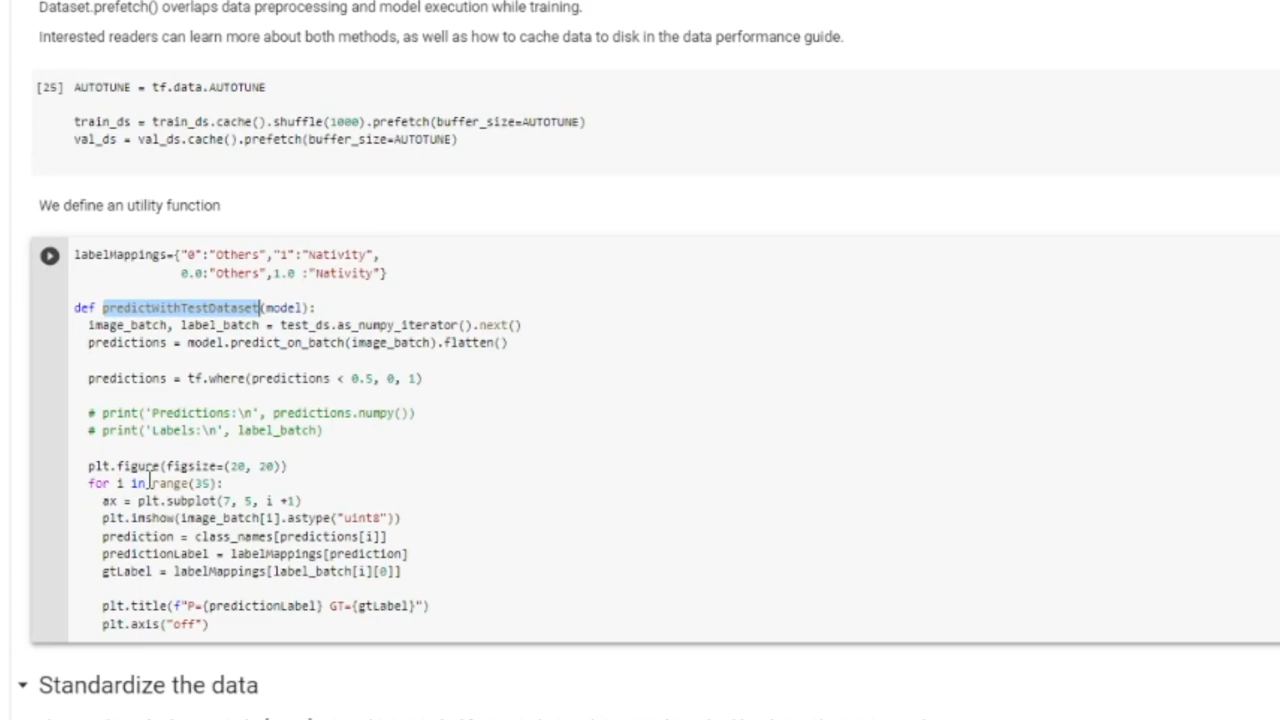 Dataset.prefetch() overlaps data preprocessing and model execution while training.
Interested readers can learn more about both methods, as well as how to cache data to disk in the data performance guide.
[25] AUTOTUNE = tf.data.AUTOTUNE
train_ds = train_ds.cache().shuffle(1000).prefetch(buffer_size=AUTOTUNE)
val_ds = val_ds.cache().prefetch(buffer_size=AUTOTUNE)
We define an utility function
labelMappings={"0":"Others","1":"Nativity",
0.0:"Others",1.0 :"Nativity"}
def predictWithTestDataset(model):
image_batch, label_batch = test_ds.as_numpy_iterator().next()
predictions = model.predict_on_batch(image_batch).flatten()
predictions = tf.where(predictions < 0.5, 0, 1)
# print('Predictions:\n', predictions.numpy())
# print('Labels:\n', label_batch)
plt.figure(figsize=(20, 20))
for i in range(35):
ax = plt.subplot(7, 5, i +1)
plt.imshow(image_batch[i].astype("uint8"))
prediction = class_names[predictions[i]]
predictionLabel = labelMappings[prediction]
gtLabel = labelMappings[label_batch[i][0]]
plt.title(f"P={predictionLabel} GT={gtLabel}")
plt.axis("off")
Standardize the data